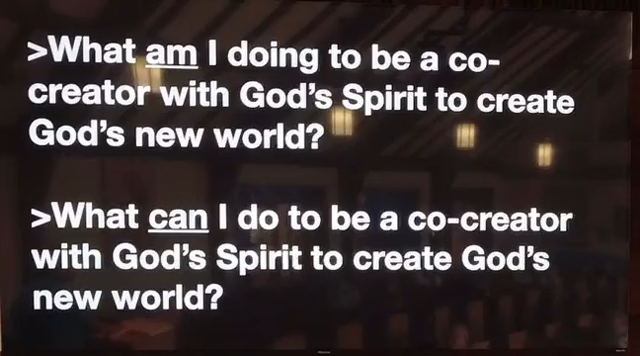 >What am I doing to be a co-
creator with God's Spirit to create
God's new world?
>What can I do to be a co-creator
with God's Spirit to create God's
new world?